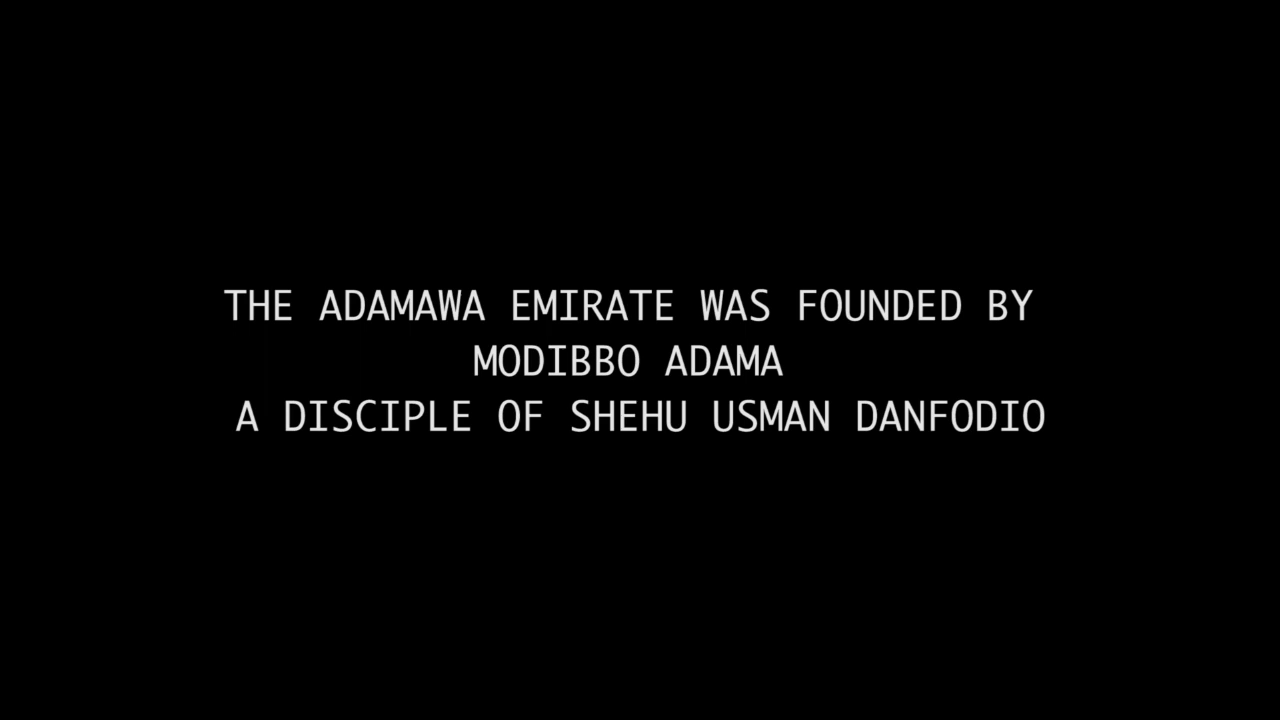 THE ADAMAWA EMIRATE WAS FOUNDED BY
MODIBBO ADAMA
A DISCIPLE OF SHEHU USMAN DANFODIO